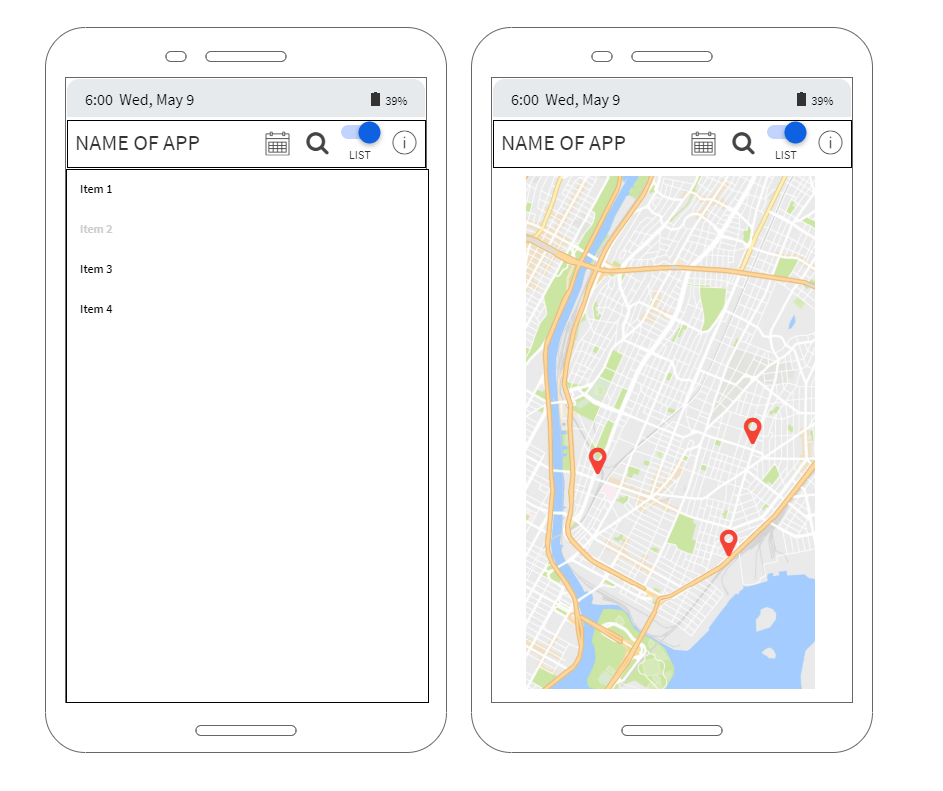 6:00 Wed, May 9 39%
NAME OF APP
LIST
i
Item 1
Item 2
Item 3
Item 4
6:00 Wed, May 9 39%
NAME OF APP
LIST
i